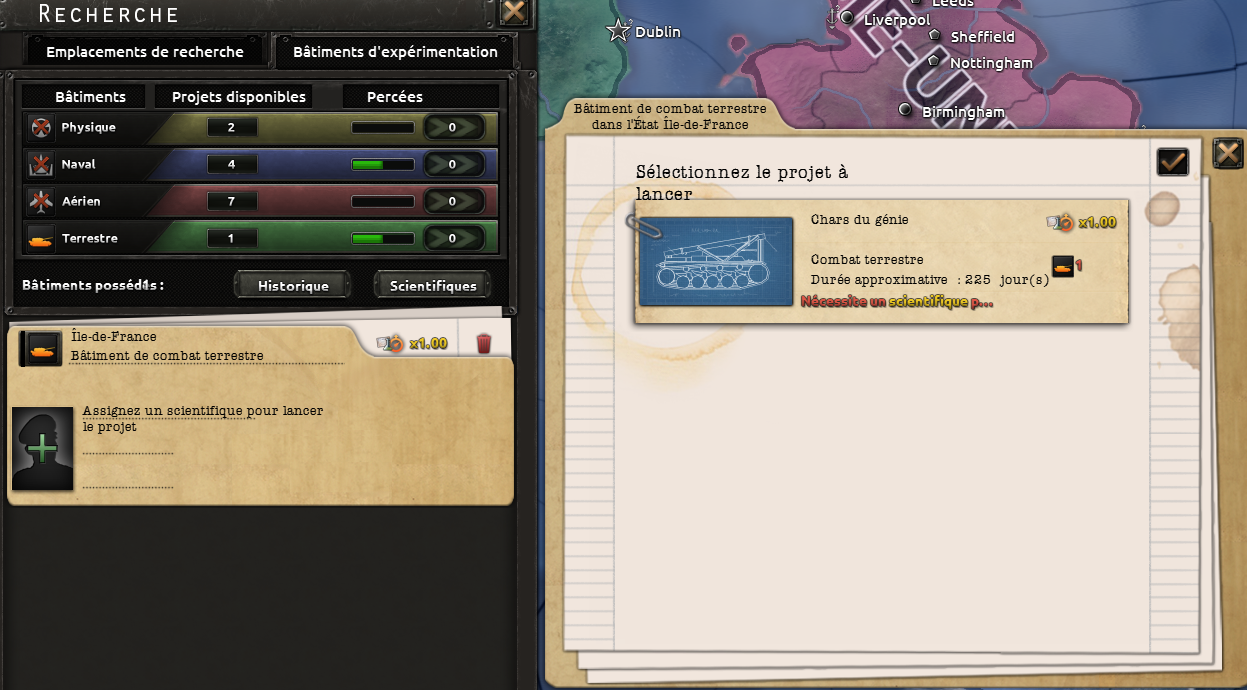 RECHERCHE
Emplacements de recherche
Bâtiments d'expérimentation
Bâtiments
Projets disponibles
Percées
Physique
2
0
Naval
4
0
Aérien
7
0
Terrestre
1
0
Bâtiments possédés :
Historique
Scientifiques
Île-de-France
Bâtiment de combat terrestre
x1.00
Assignez un scientifique pour lancer
le projet
Leeds
Liverpool
Dublin
Sheffield
Nottingham
Birmingham
Bâtiment de combat terrestre
dans l'État Île-de-France
Sélectionnez le projet à
lancer
Chars du génie
x1.00
Combat terrestre
1
Durée approximative : 225 jour(s)
Nécessite un scientifique p...